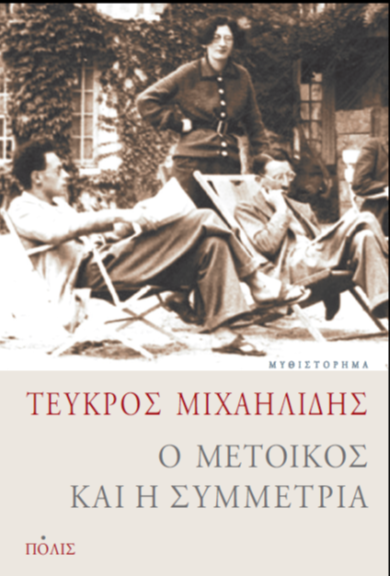 ΜΥΘΙΣΤΟΡΗΜΑ
ΤΕΥΚΡΟΣ ΜΙΧΑΗΛΙΔΗΣ
Ο ΜΕΤΟΙΚΟΣ
ΚΑΙ Η ΣΥΜΜΕΤΡΙΑ
ΠΟΛΙΣ